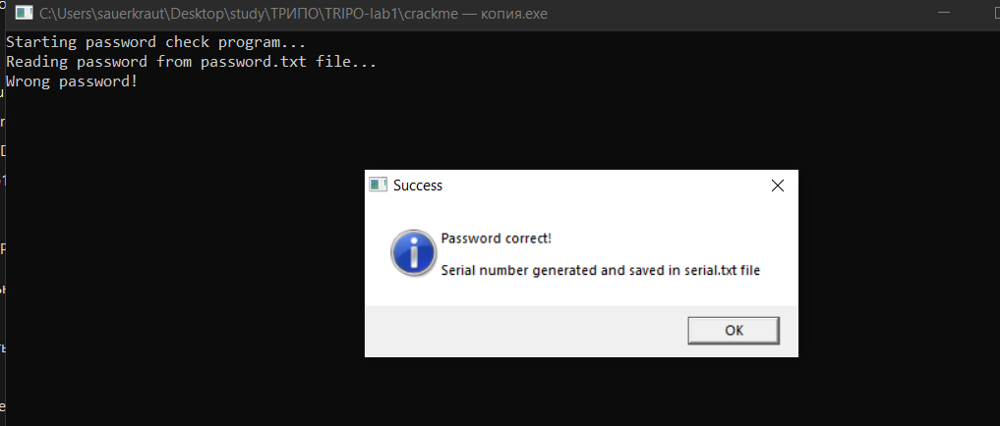 C:\Users\sauerkraut\Desktop\study\ТРИПО\TRIPO-lab1\crackme — копия.exe
Starting password check program...
Reading password from password.txt file...
Wrong password!
Success
Password correct!
Serial number generated and saved in serial.txt file
OK